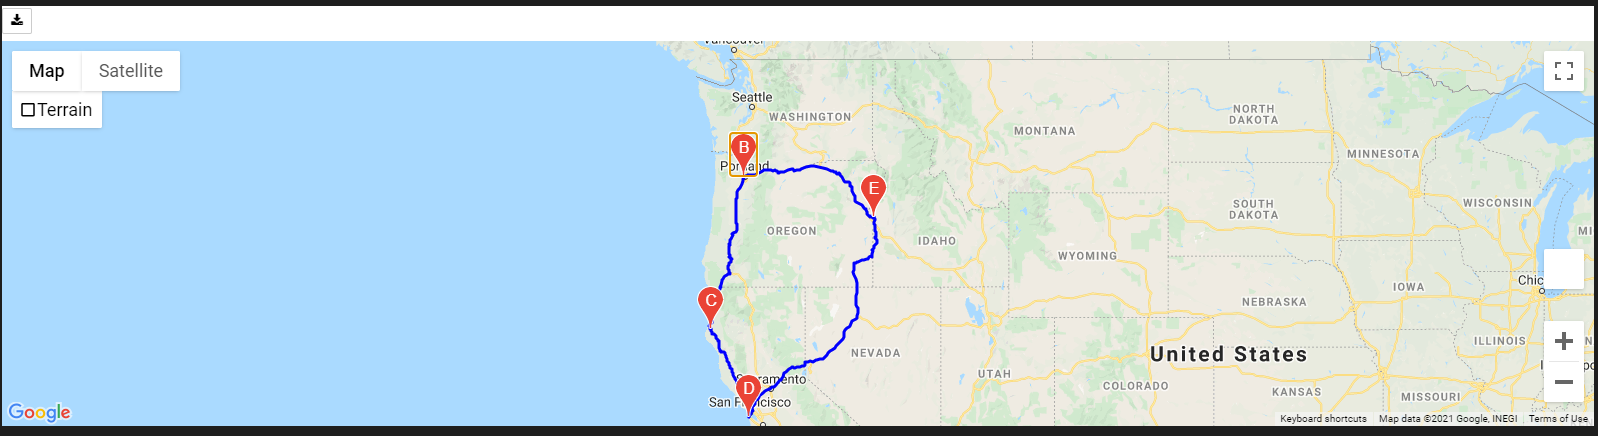 Vancouver
Map
Satellite
Terrain
Seattle
WASHINGTON
NORTH
DAKOTA
MONTANA
MINNESOTA
B
Portland
E
SOUTH
DAKOTA
WISCONSIN
OREGON
IDAHO
WYOMING
MI
Chic
IOWA
C
NEBRASKA
NEVADA
United States
ILLINOIS
UTAH
Sacramento
COLORADO
KANSAS
MISSOURI
D
San Francisco
Google
Keyboard shortcuts
Map data ©2021 Google, INEGI
Terms of Use